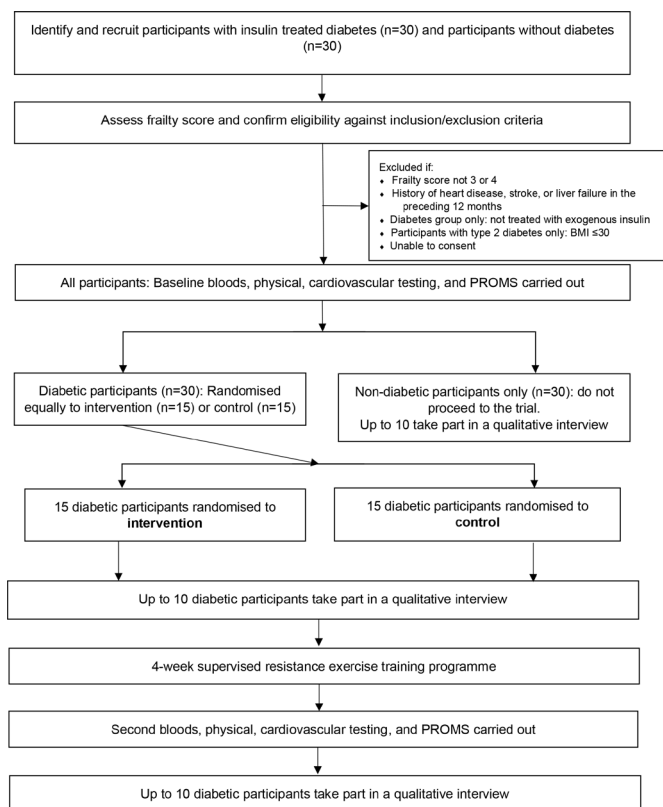 Identify and recruit participants with insulin treated diabetes (n=30) and participants without diabetes
(n=30)
Assess frailty score and confirm eligibility against inclusion/exclusion criteria
Excluded if:
♦ Frailty score not 3 or 4
♦ History of heart disease, stroke, or liver failure in the
preceding 12 months
♦ Diabetes group only: not treated with exogenous insulin
♦ Participants with type 2 diabetes only: BMI ≤30
♦ Unable to consent
All participants: Baseline bloods, physical, cardiovascular testing, and PROMS carried out
Diabetic participants (n=30): Randomised
equally to intervention (n=15) or control (n=15)
Non-diabetic participants only (n=30): do not
proceed to the trial.
Up to 10 take part in a qualitative interview
15 diabetic participants randomised to
intervention
15 diabetic participants randomised to
control
Up to 10 diabetic participants take part in a qualitative interview
4-week supervised resistance exercise training programme
Second bloods, physical, cardiovascular testing, and PROMS carried out
Up to 10 diabetic participants take part in a qualitative interview